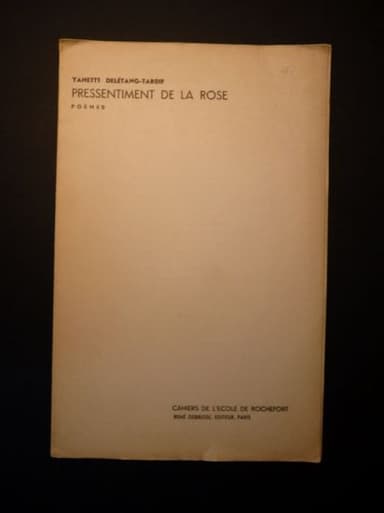 YANETTE DELÉTANG-TARDIF
PRESSENTIMENT DE LA ROSE
POÈMES
CAHIERS DE L'ECOLE DE ROCHEFORT
RENÉ DEBRESSE, EDITEUR, PARIS